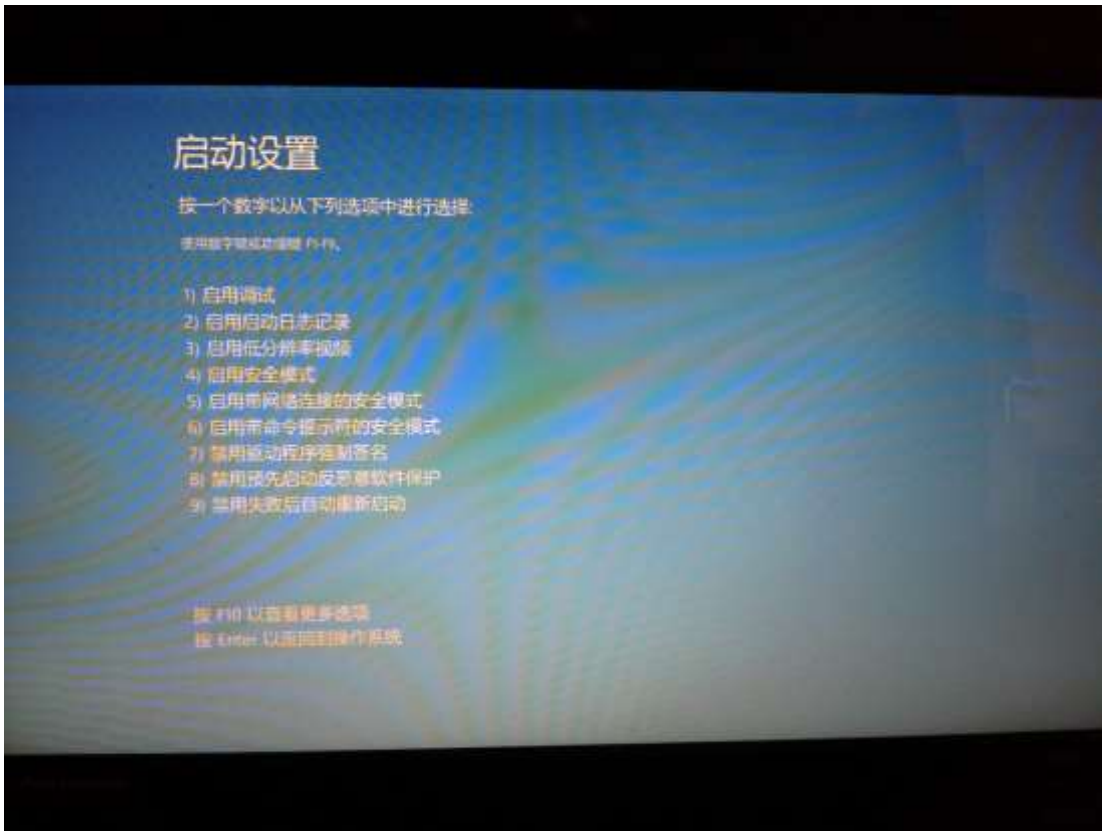 启动设置
按一个数字以从下列选项中进行选择:
使用数字键或功能键 F1-F9。
1) 启用调试
2) 启用启动日志记录
3) 启用低分辨率视频
4) 启用安全模式
5) 启用带网络连接的安全模式
6) 启用带命令提示符的安全模式
7) 禁用驱动程序强制签名
8) 禁用预先启动反恶意软件保护
9) 禁用失败后自动重新启动
按 F10 以查看更多选项
按 Enter 以返回到操作系统